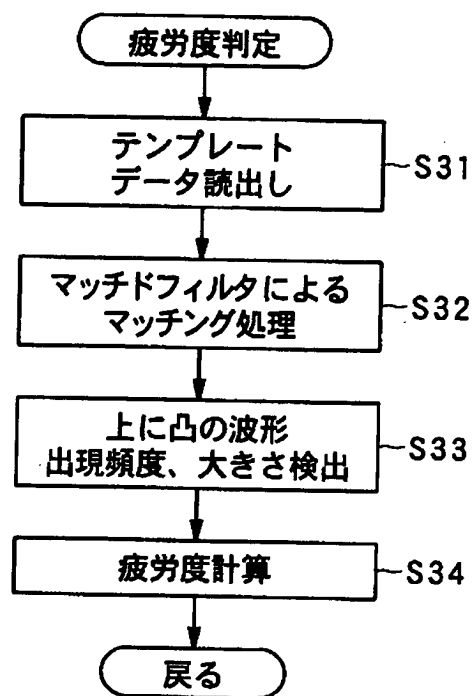 疲労度判定
テンプレート
データ読出し
S31
マッチドフィルタによる
マッチング処理
S32
上に凸の波形
出現頻度、大きさ検出
S33
疲労度計算
S34
戻る